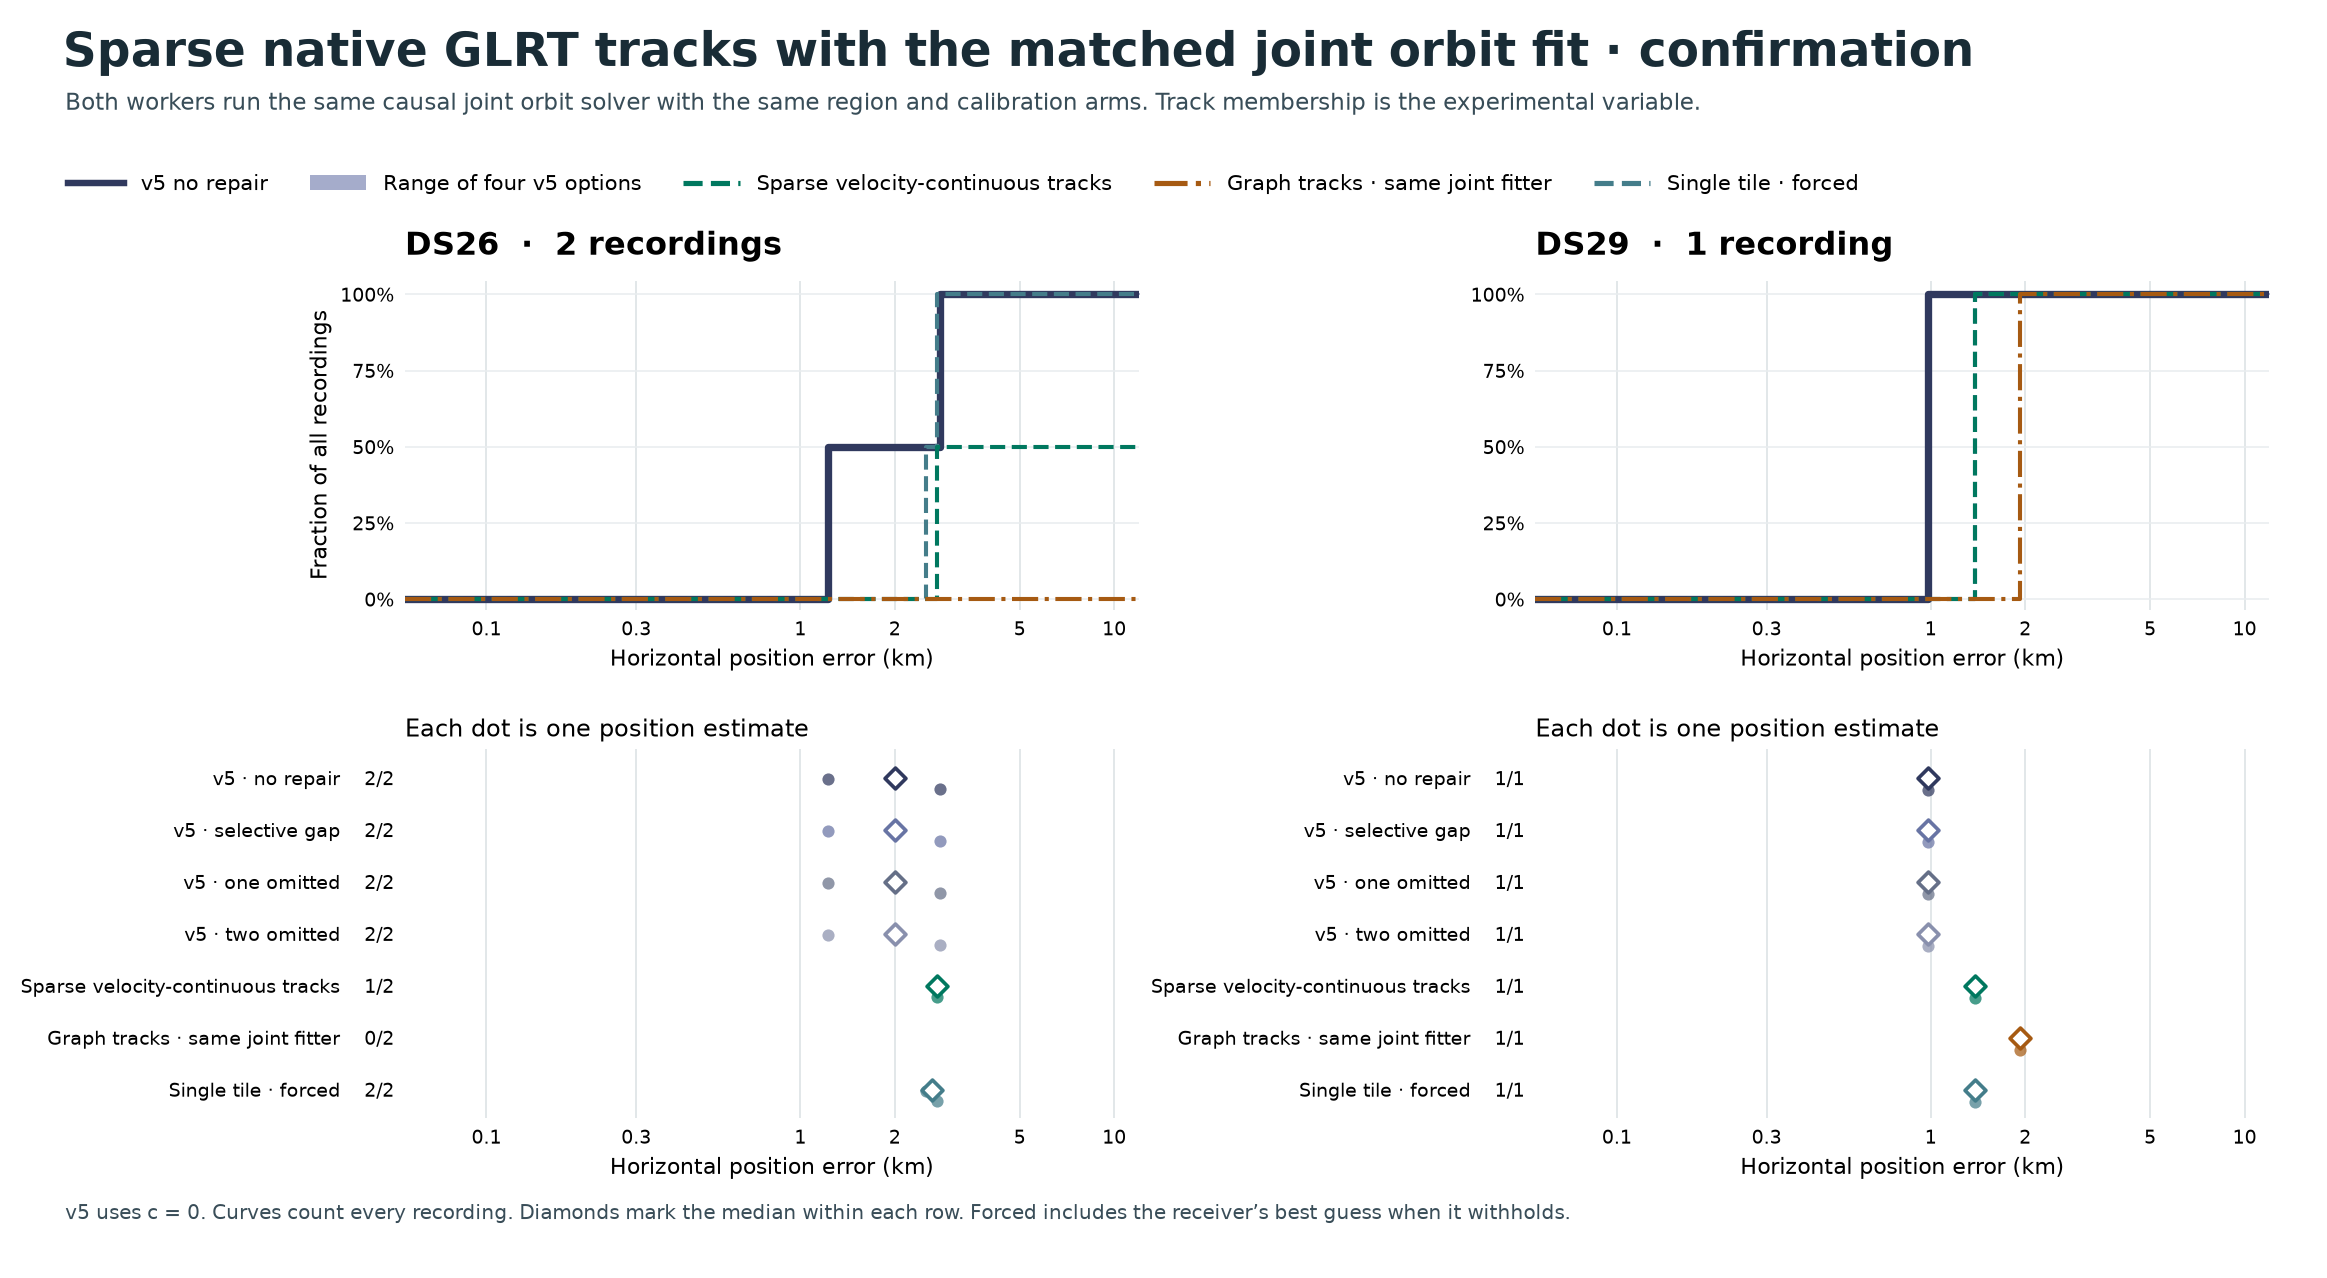 Sparse native GLRT tracks with the matched joint orbit fit · confirmation
Both workers run the same causal joint orbit solver with the same region and calibration arms. Track membership is the experimental variable.
v5 no repair
Range of four v5 options
Sparse velocity-continuous tracks
Graph tracks · same joint fitter
Single tile · forced
DS26 · 2 recordings
Fraction of all recordings
100%
75%
50%
25%
0%
0.1 0.3 1 2 5 10
Horizontal position error (km)
DS29 · 1 recording
100%
75%
50%
25%
0%
0.1 0.3 1 2 5 10
Horizontal position error (km)
Each dot is one position estimate
v5 · no repair 2/2
v5 · selective gap 2/2
v5 · one omitted 2/2
v5 · two omitted 2/2
Sparse velocity-continuous tracks 1/2
Graph tracks · same joint fitter 0/2
Single tile · forced 2/2
0.1 0.3 1 2 5 10
Horizontal position error (km)
Each dot is one position estimate
v5 · no repair 1/1
v5 · selective gap 1/1
v5 · one omitted 1/1
v5 · two omitted 1/1
Sparse velocity-continuous tracks 1/1
Graph tracks · same joint fitter 1/1
Single tile · forced 1/1
0.1 0.3 1 2 5 10
Horizontal position error (km)
v5 uses c = 0. Curves count every recording. Diamonds mark the median within each row. Forced includes the receiver’s best guess when it withholds.